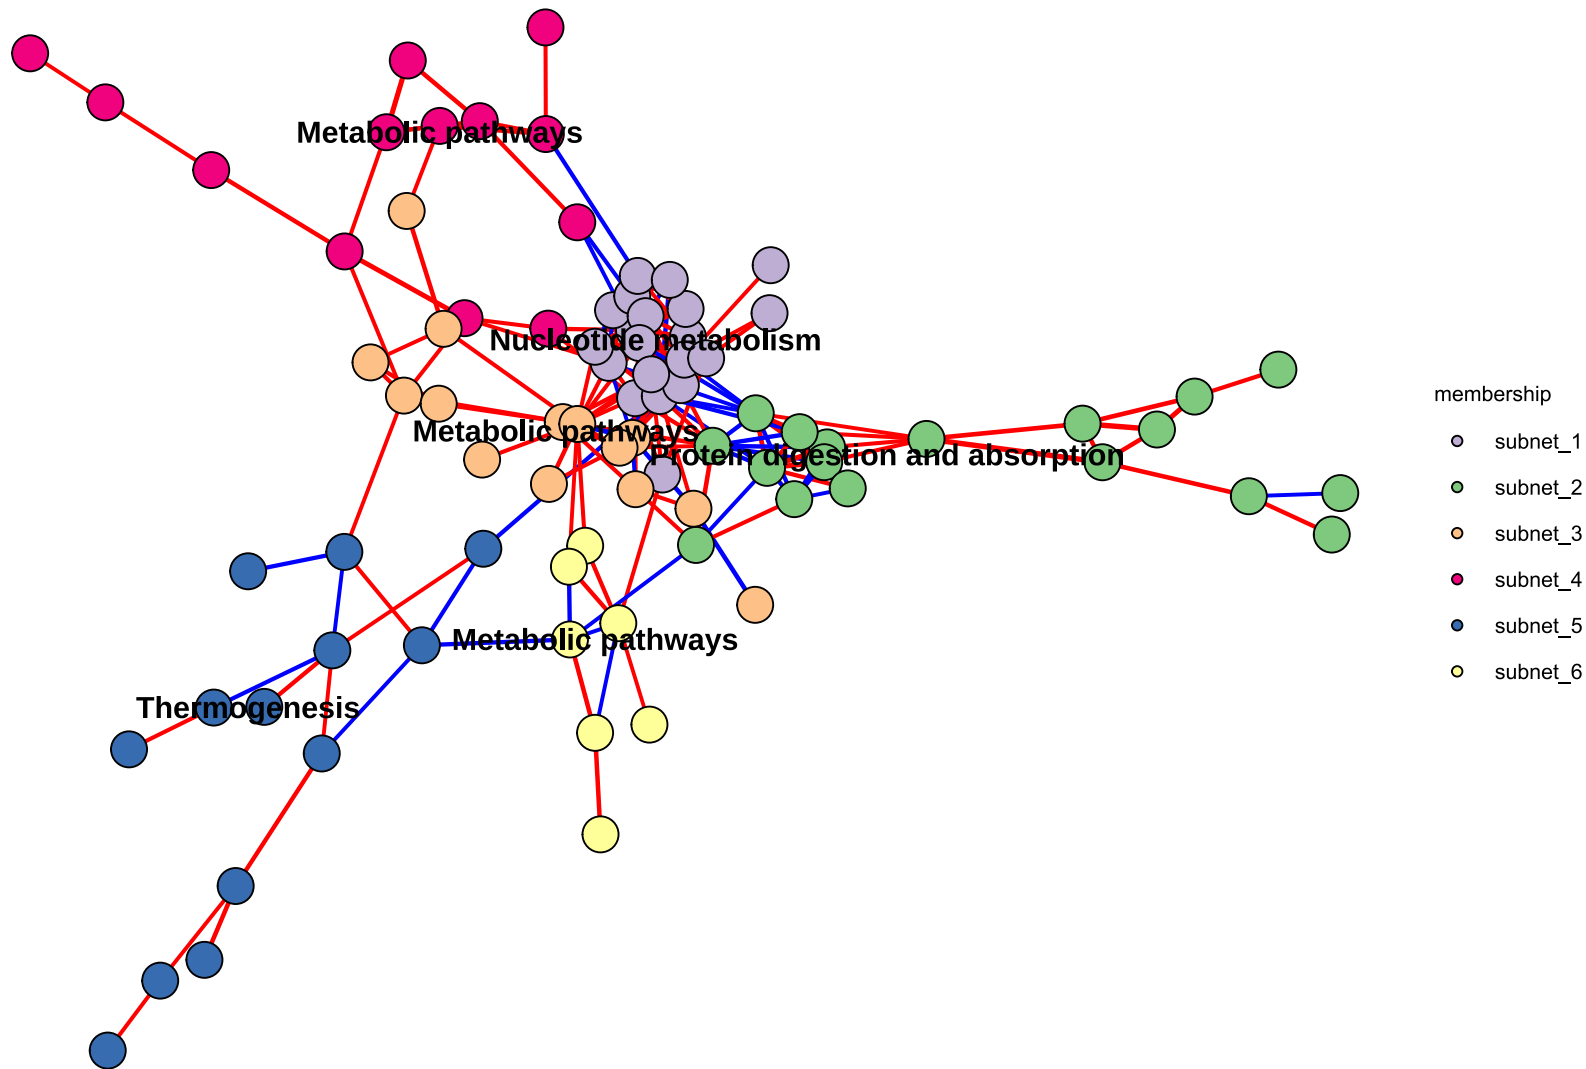 Metabolic pathways
Nucleotide metabolism
Metabolic pathways
Protein digestion and absorption
Metabolic pathways
Thermogenesis
membership
subnet_1
subnet_2
subnet_3
subnet_4
subnet_5
subnet_6